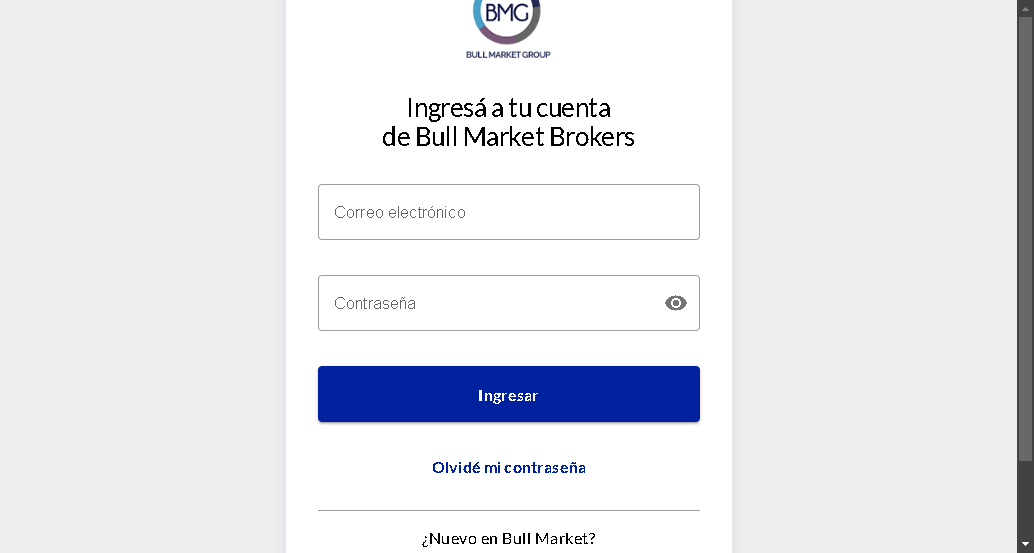 BMG
BULL MARKET GROUP
Ingresá a tu cuenta
de Bull Market Brokers
Correo electrónico
Contraseña
Ingresar
Olvidé mi contraseña
¿Nuevo en Bull Market?